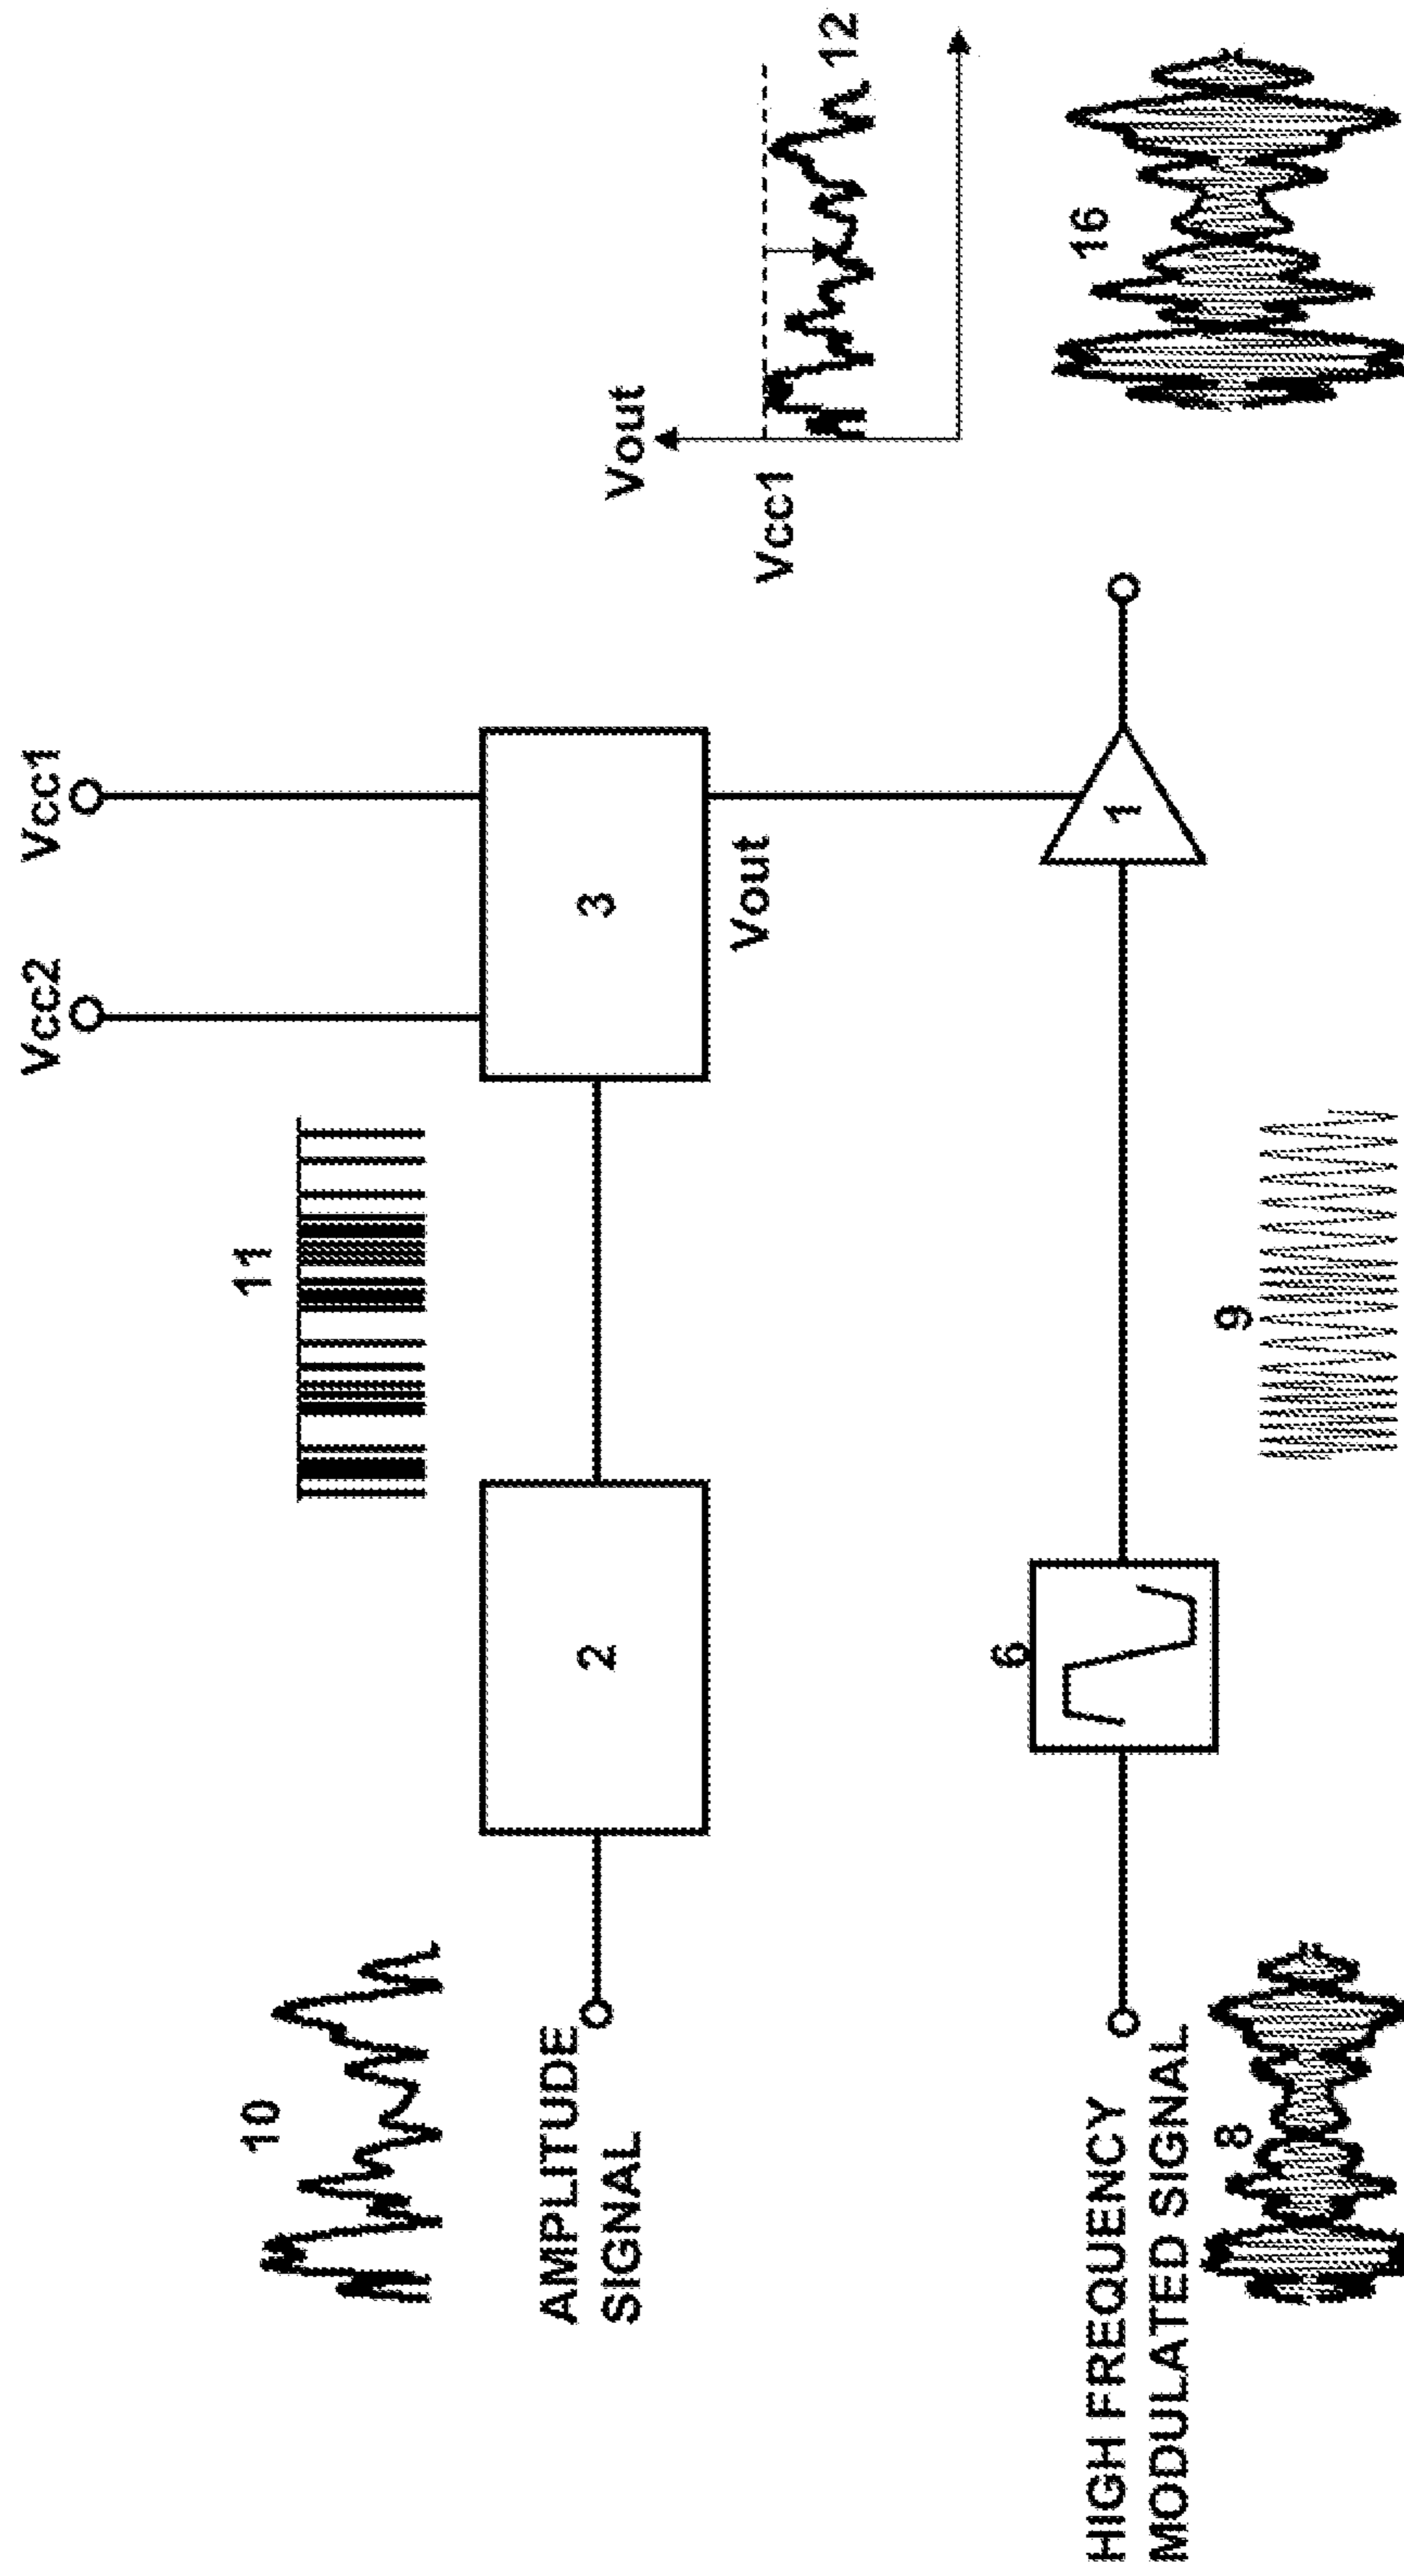 Vcc2
Vcc1
10
11
Vout
AMPLITUDE
SIGNAL
2
3
Vcc1
12
Vout
HIGH FREQUENCY
MODULATED SIGNAL
6
1
16
8
9